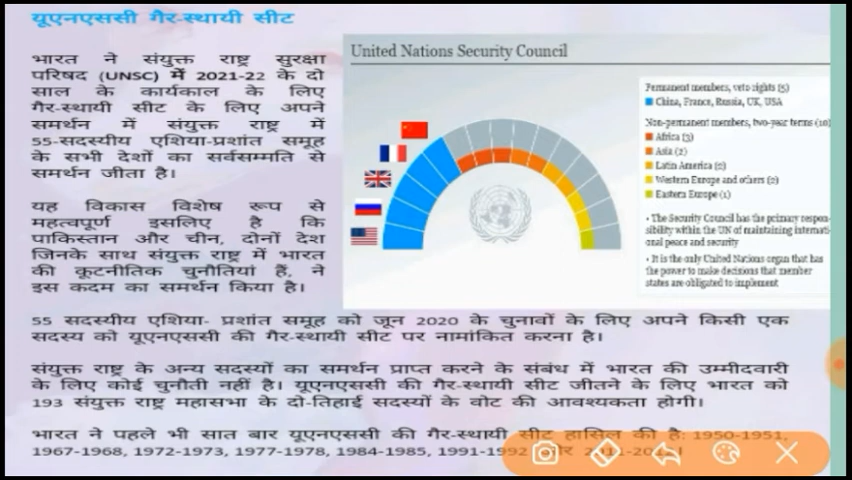 यूएनएससी गैर-स्थायी सीट
भारत ने संयुक्त राष्ट्र सुरक्षा
परिषद (UNSC) में 2021-22 के दो
साल के कार्यकाल के लिए
गैर-स्थायी सीट के लिए अपने
समर्थन में संयुक्त राष्ट्र में
55-सदस्यीय एशिया-प्रशांत समूह
के सभी देशों का सर्वसम्मति से
समर्थन जीता है।
यह विकास विशेष रूप से
महत्वपूर्ण इसलिए है कि
पाकिस्तान और चीन, दोनों देश
जिनके साथ संयुक्त राष्ट्र में भारत
की कूटनीतिक चुनौतियां हैं, ने
इस कदम का समर्थन किया है।
United Nations Security Council
Permanent members, veto rights (5)
China, France, Russia, UK, USA
Non-permanent members, two-year terms (10)
Africa (3)
Asia (2)
Latin America (2)
Western Europe and others (2)
Eastern Europe (1)
• The Security Council has the primary respon-
sibility within the UN of maintaining internati-
onal peace and security
• It is the only United Nations organ that has
the power to make decisions that member
states are obligated to implement
55 सदस्यीय एशिया- प्रशांत समूह को जून 2020 के चुनावों के लिए अपने किसी एक
सदस्य को यूएनएससी की गैर-स्थायी सीट पर नामांकित करना है।
संयुक्त राष्ट्र के अन्य सदस्यों का समर्थन प्राप्त करने के संबंध में भारत की उम्मीदवारी
के लिए कोई चुनौती नहीं है। यूएनएससी की गैर-स्थायी सीट जीतने के लिए भारत को
193 संयुक्त राष्ट्र महासभा के दो-तिहाई सदस्यों के वोट की आवश्यकता होगी।
भारत ने पहले भी सात बार यूएनएससी की गैर-स्थायी सीट हासिल की है: 1950-1951,
1967-1968, 1972-1973, 1977-1978, 1984-1985, 1991-1992